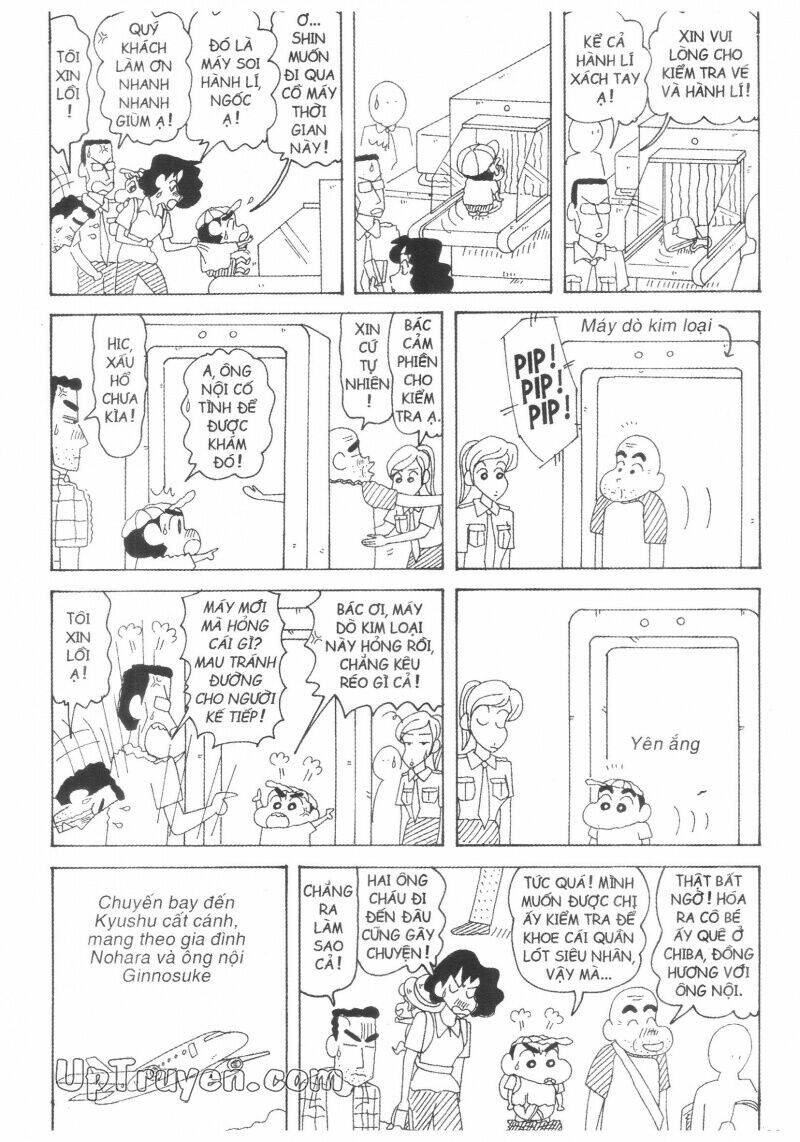 XIN VUI
LÒNG CHO
KIỂM TRA VÉ
VÀ HÀNH LÍ!
KỂ CẢ
HÀNH LÍ
XÁCH TAY
Ạ!
Ơ...
SHIN MUỐN
ĐI QUA
CỖ MÁY
THỜI
GIAN
NÀY!
ĐÓ LÀ
MÁY SOI
HÀNH LÍ,
NGỐC
Ạ!
QUÝ
KHÁCH
LÀM ƠN
NHANH
NHANH
GIÙM Ạ!
TÔI
XIN
LỖI!
Máy dò kim loại
PIP!
PIP!
PIP!
BÁC
CẢM
PHIỀN
CHO
KIỂM
TRA Ạ.
XIN
CỨ
TỰ
NHIÊN
!
A, ÔNG
NỘI CỐ
TÌNH ĐỂ
ĐƯỢC
KHÁM
ĐÓ!
HIC,
XẤU
HỔ
CHƯA
KÌA!
Yên ắng
BÁC ƠI, MÁY
DÒ KIM LOẠI
NÀY HỎNG RỒI,
CHẲNG KÊU
RÉO GÌ CẢ!
MÁY MỚI
MÀ HỎNG
CÁI GÌ?
MAU TRÁNH
ĐƯỜNG
CHO NGƯỜI
KẾ TIẾP!
TÔI
XIN
LỖI
Ạ!
THẬT BẤT
NGỜ! HÓA
RA CÔ BÉ
ẤY QUÊ Ở
CHIBA, ĐỒNG
HƯƠNG VỚI
ÔNG NỘI.
TỨC QUÁ! MÌNH
MUỐN ĐƯỢC CHỊ
ẤY KIỂM TRA ĐỂ
KHOE CÁI QUẦN
LÓT SIÊU NHÂN,
VẬY MÀ...
HAI ÔNG
CHÁU ĐI
ĐẾN ĐÂU
CŨNG GÂY
CHUYỆN!
CHẲNG
RA
LÀM
SAO
CẢ!
Chuyến bay đến
Kyushu cất cánh,
mang theo gia đình
Nohara và ông nội
Ginnosuke
UpTruyen.com